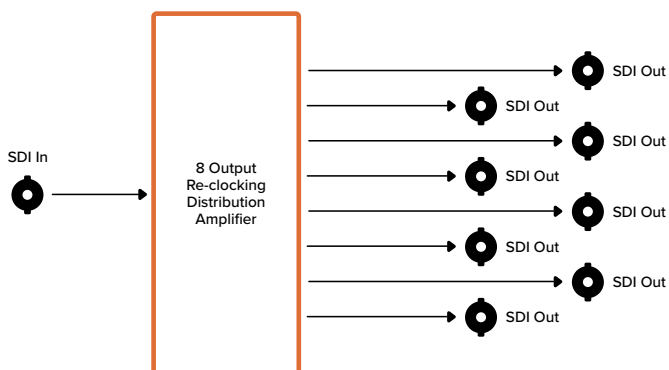 SDI In
8 Output
Re-clocking
Distribution
Amplifier
SDI Out
SDI Out
SDI Out
SDI Out
SDI Out
SDI Out
SDI Out
SDI Out